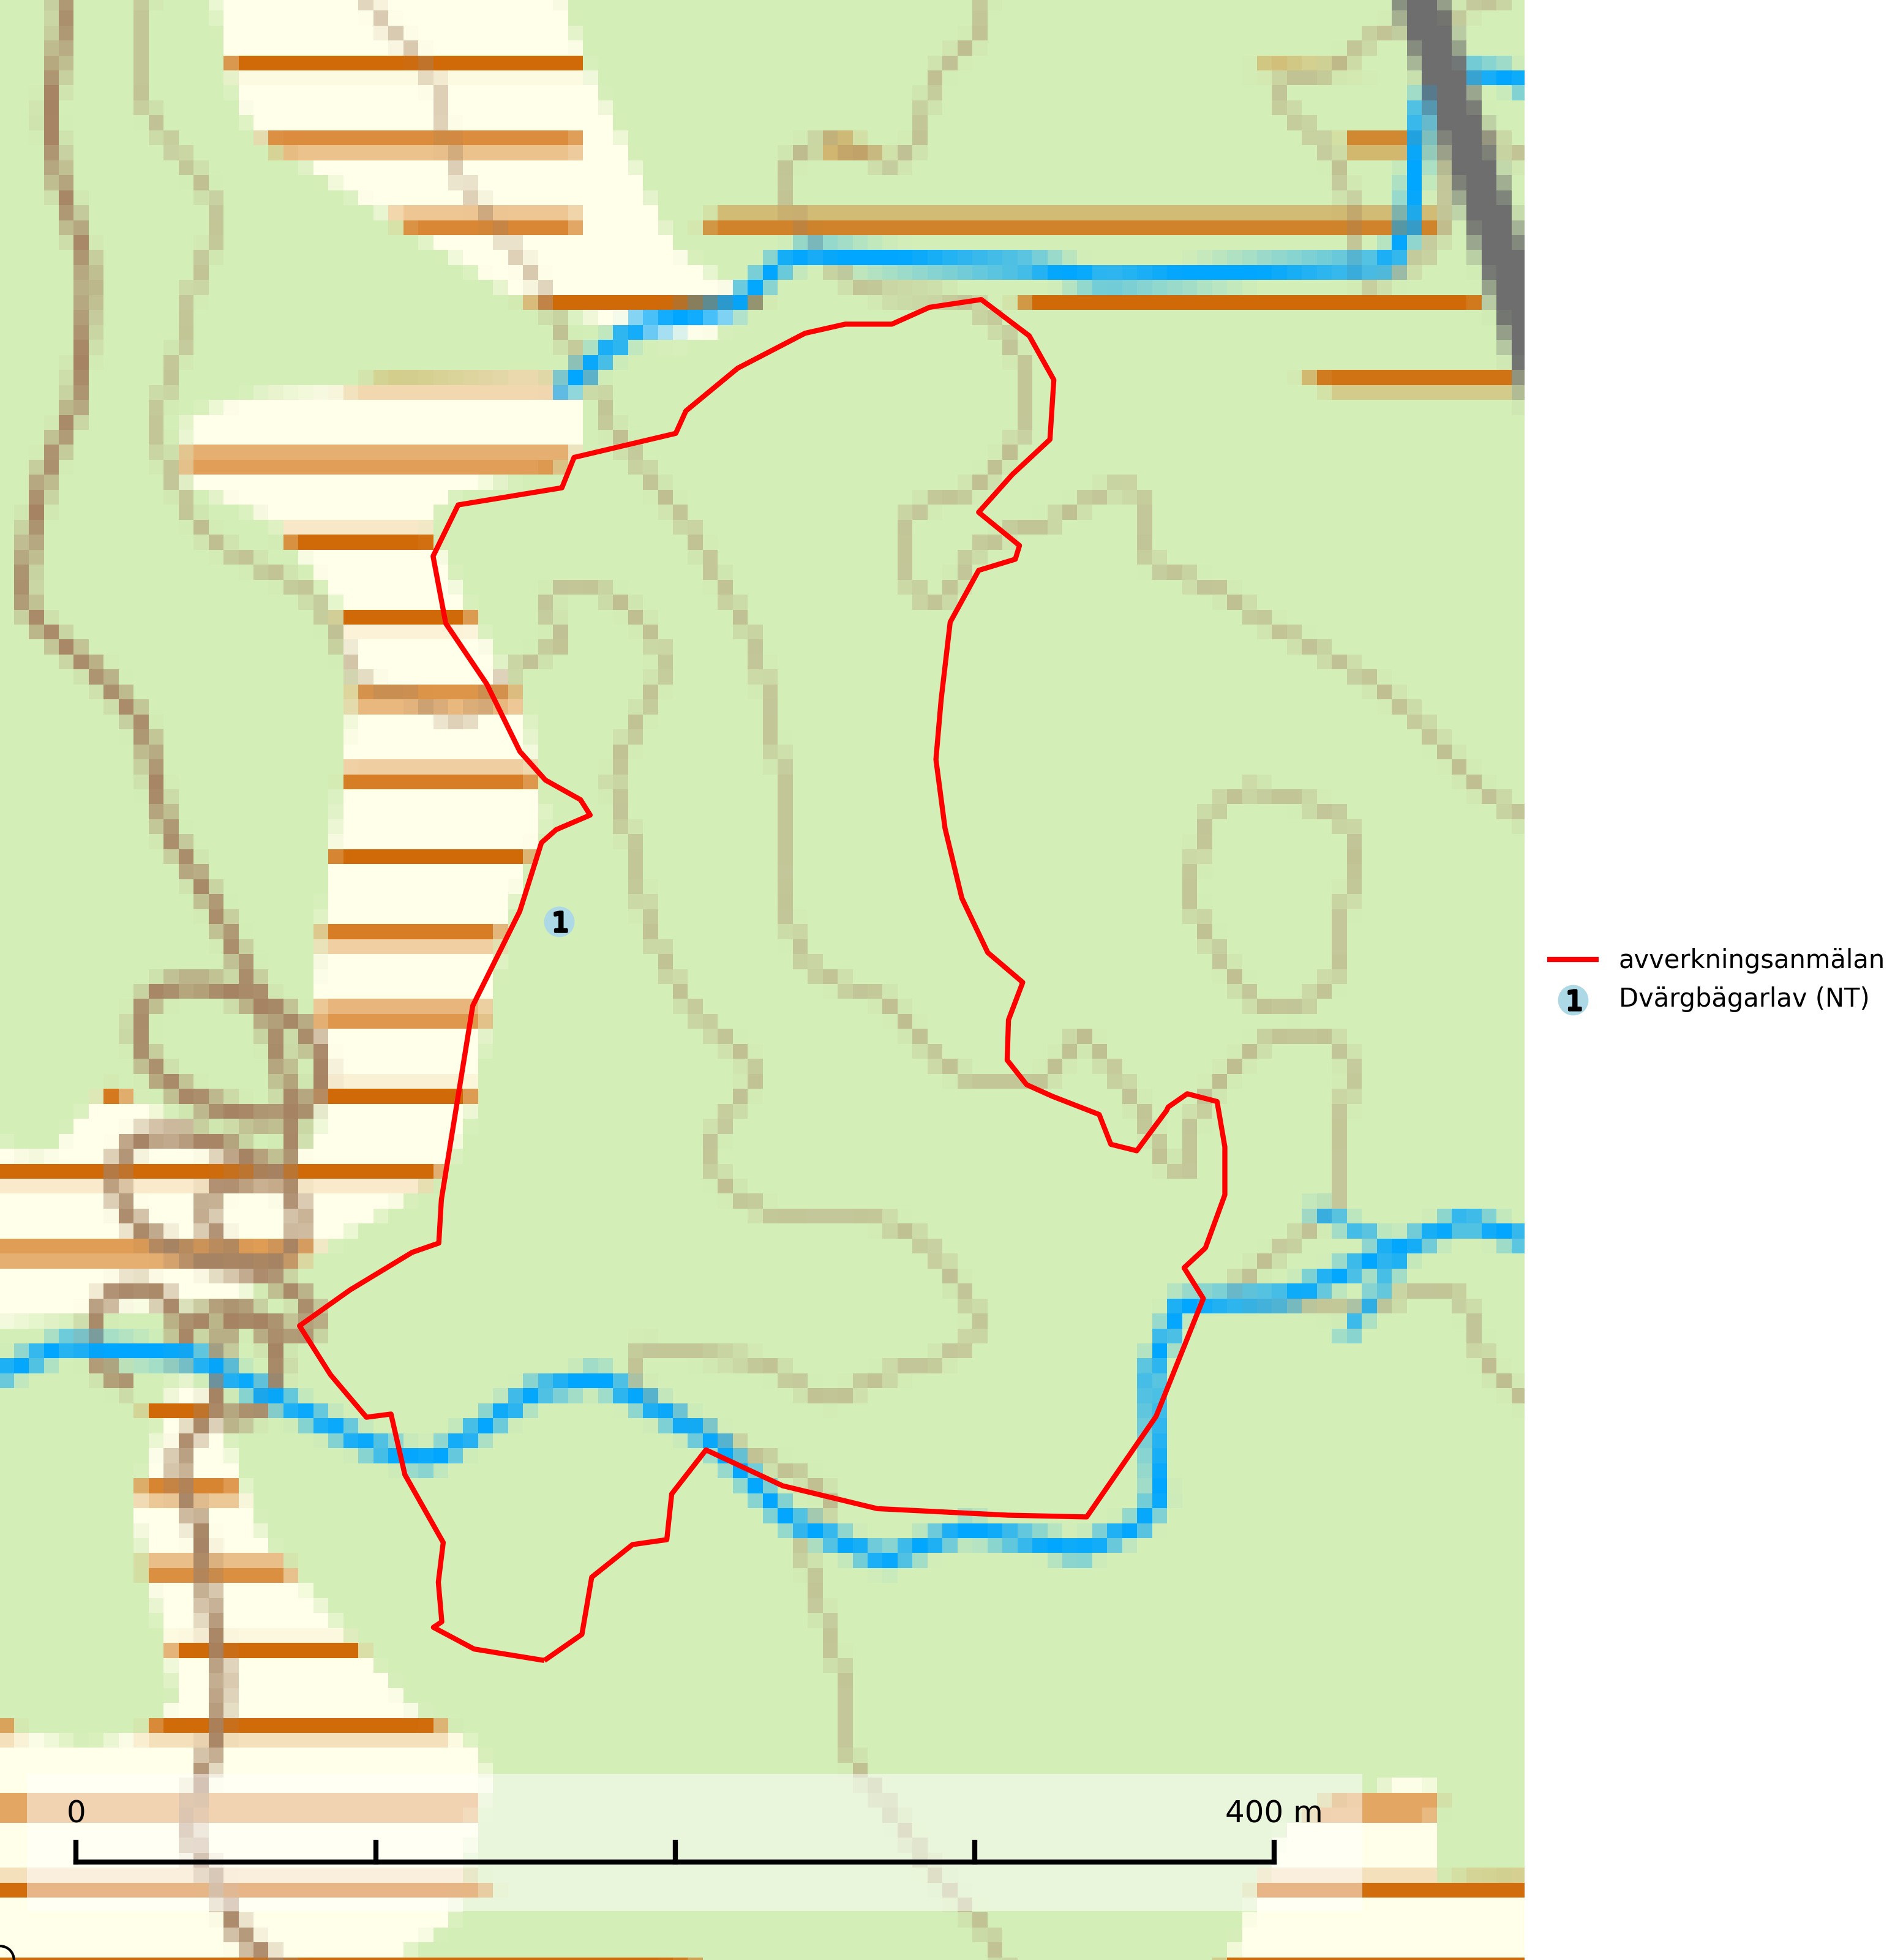 1
avverkningsanmälan
1 Dvärgbägarlav (NT)
0 400 m